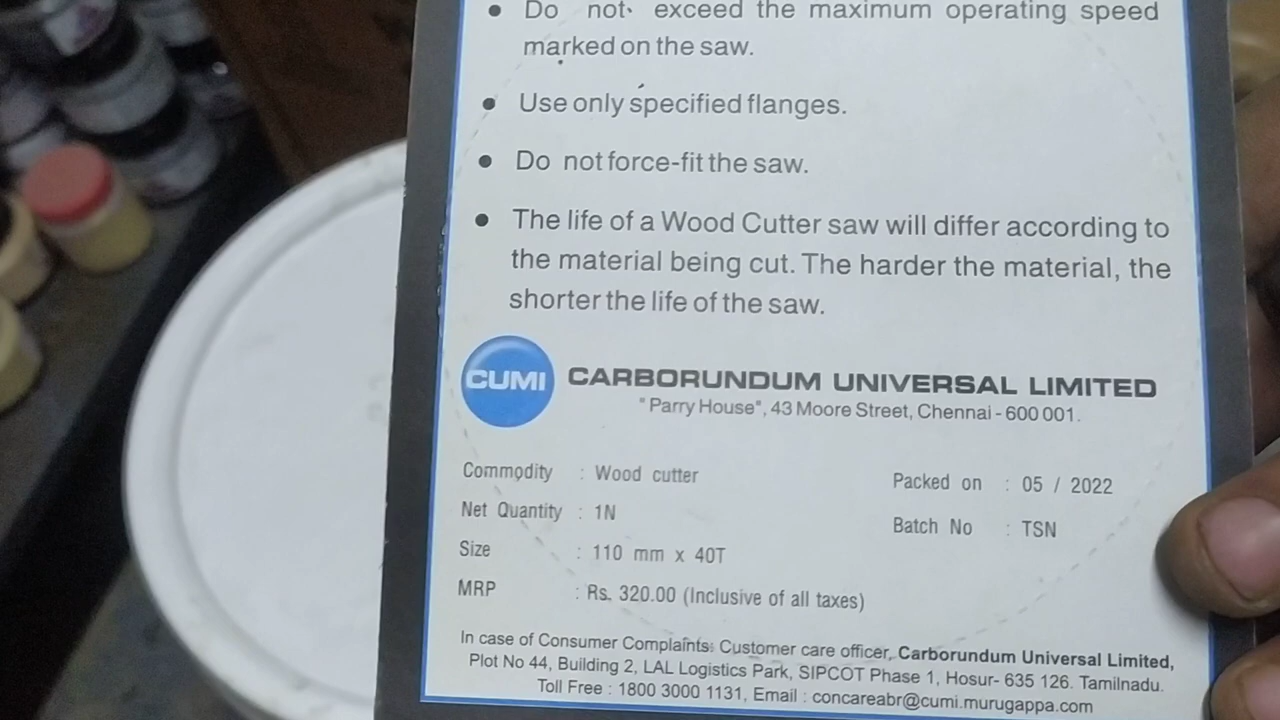 • Do not exceed the maximum operating speed
marked on the saw.
• Use only specified flanges.
• Do not force-fit the saw.
• The life of a Wood Cutter saw will differ according to
the material being cut. The harder the material, the
shorter the life of the saw.
CUMI CARBORUNDUM UNIVERSAL LIMITED
"Parry House", 43 Moore Street, Chennai - 600 001.
Commodity : Wood cutter
Packed on : 05 / 2022
Net Quantity : 1N
Batch No : TSN
Size : 110 mm x 40T
MRP : Rs. 320.00 (Inclusive of all taxes)
In case of Consumer Complaints: Customer care officer, Carborundum Universal Limited,
Plot No 44, Building 2, LAL Logistics Park, SIPCOT Phase 1, Hosur- 635 126. Tamilnadu.
Toll Free : 1800 3000 1131, Email : concareabr@cumi.murugappa.com